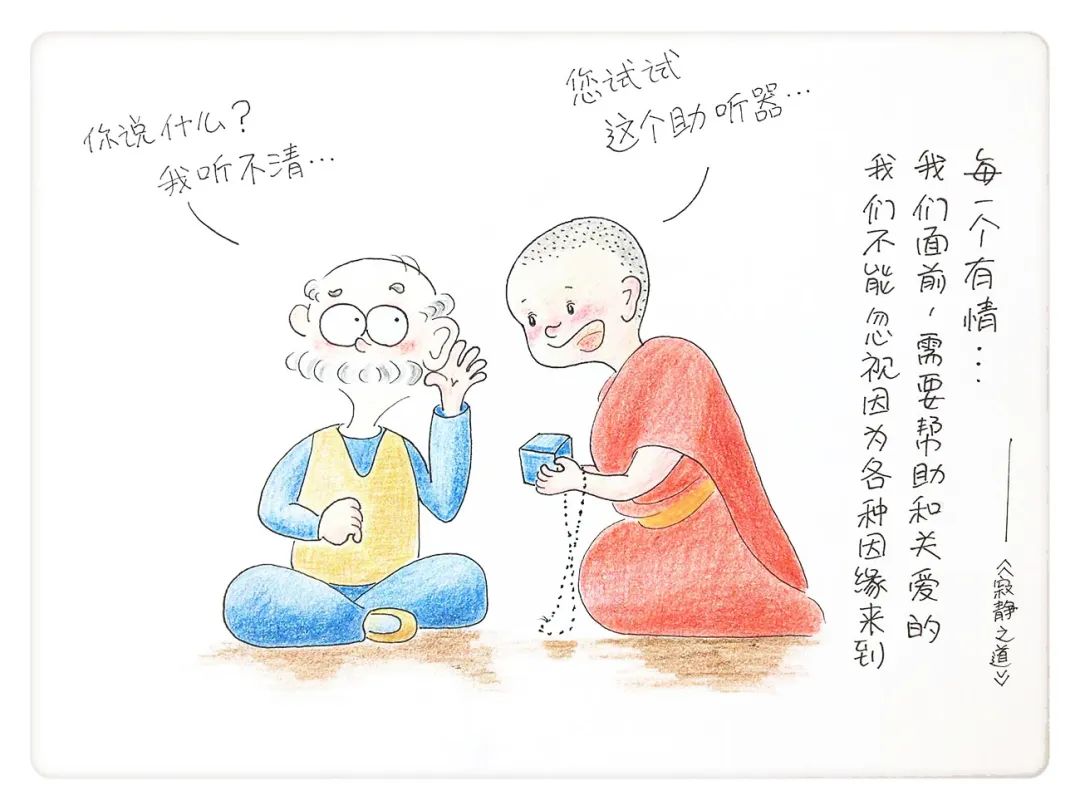 你说什么？
我听不清…
您试试
这个助听器…
我们不能忽视因为各种因缘来到
我们面前，需要帮助和关爱的
每一个有情…
——《寂静之道》